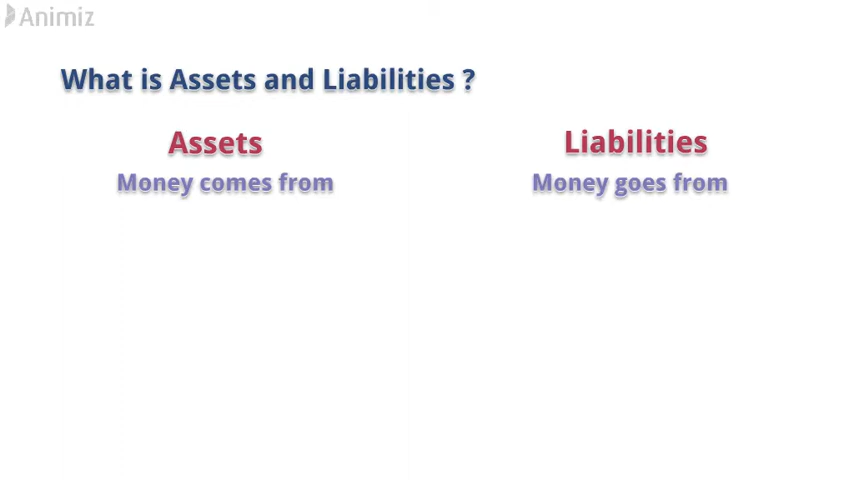 Animiz
What is Assets and Liabilities ?
Assets
Liabilities
Money comes from
Money goes from